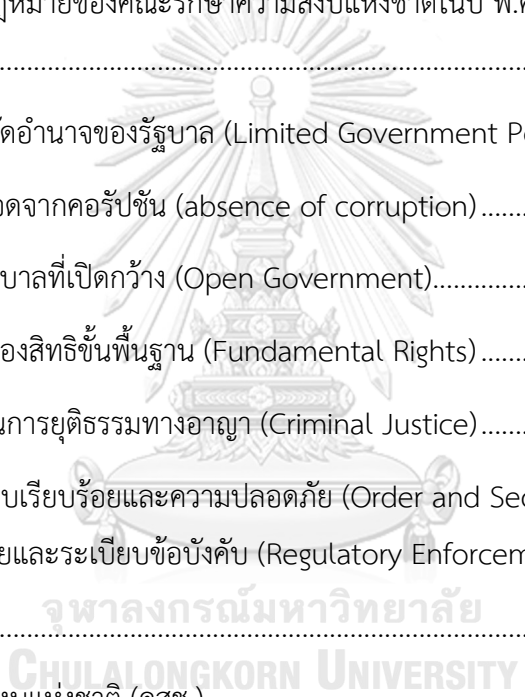 ฎหมายของคณะรักษาความสงบแห่งชาติในปี พ.ศ
ัดอำนาจของรัฐบาล (Limited Government Po
อดจากคอรัปชัน (absence of corruption)
บาลที่เปิดกว้าง (Open Government)
องสิทธิขั้นพื้นฐาน (Fundamental Rights)
นการยุติธรรมทางอาญา (Criminal Justice)
บเรียบร้อยและความปลอดภัย (Order and Sec
ยและระเบียบข้อบังคับ (Regulatory Enforcem
จุฬาลงกรณ์มหาวิทยาลัย
CHULALONGKORN UNIVERSITY
(คสช.)